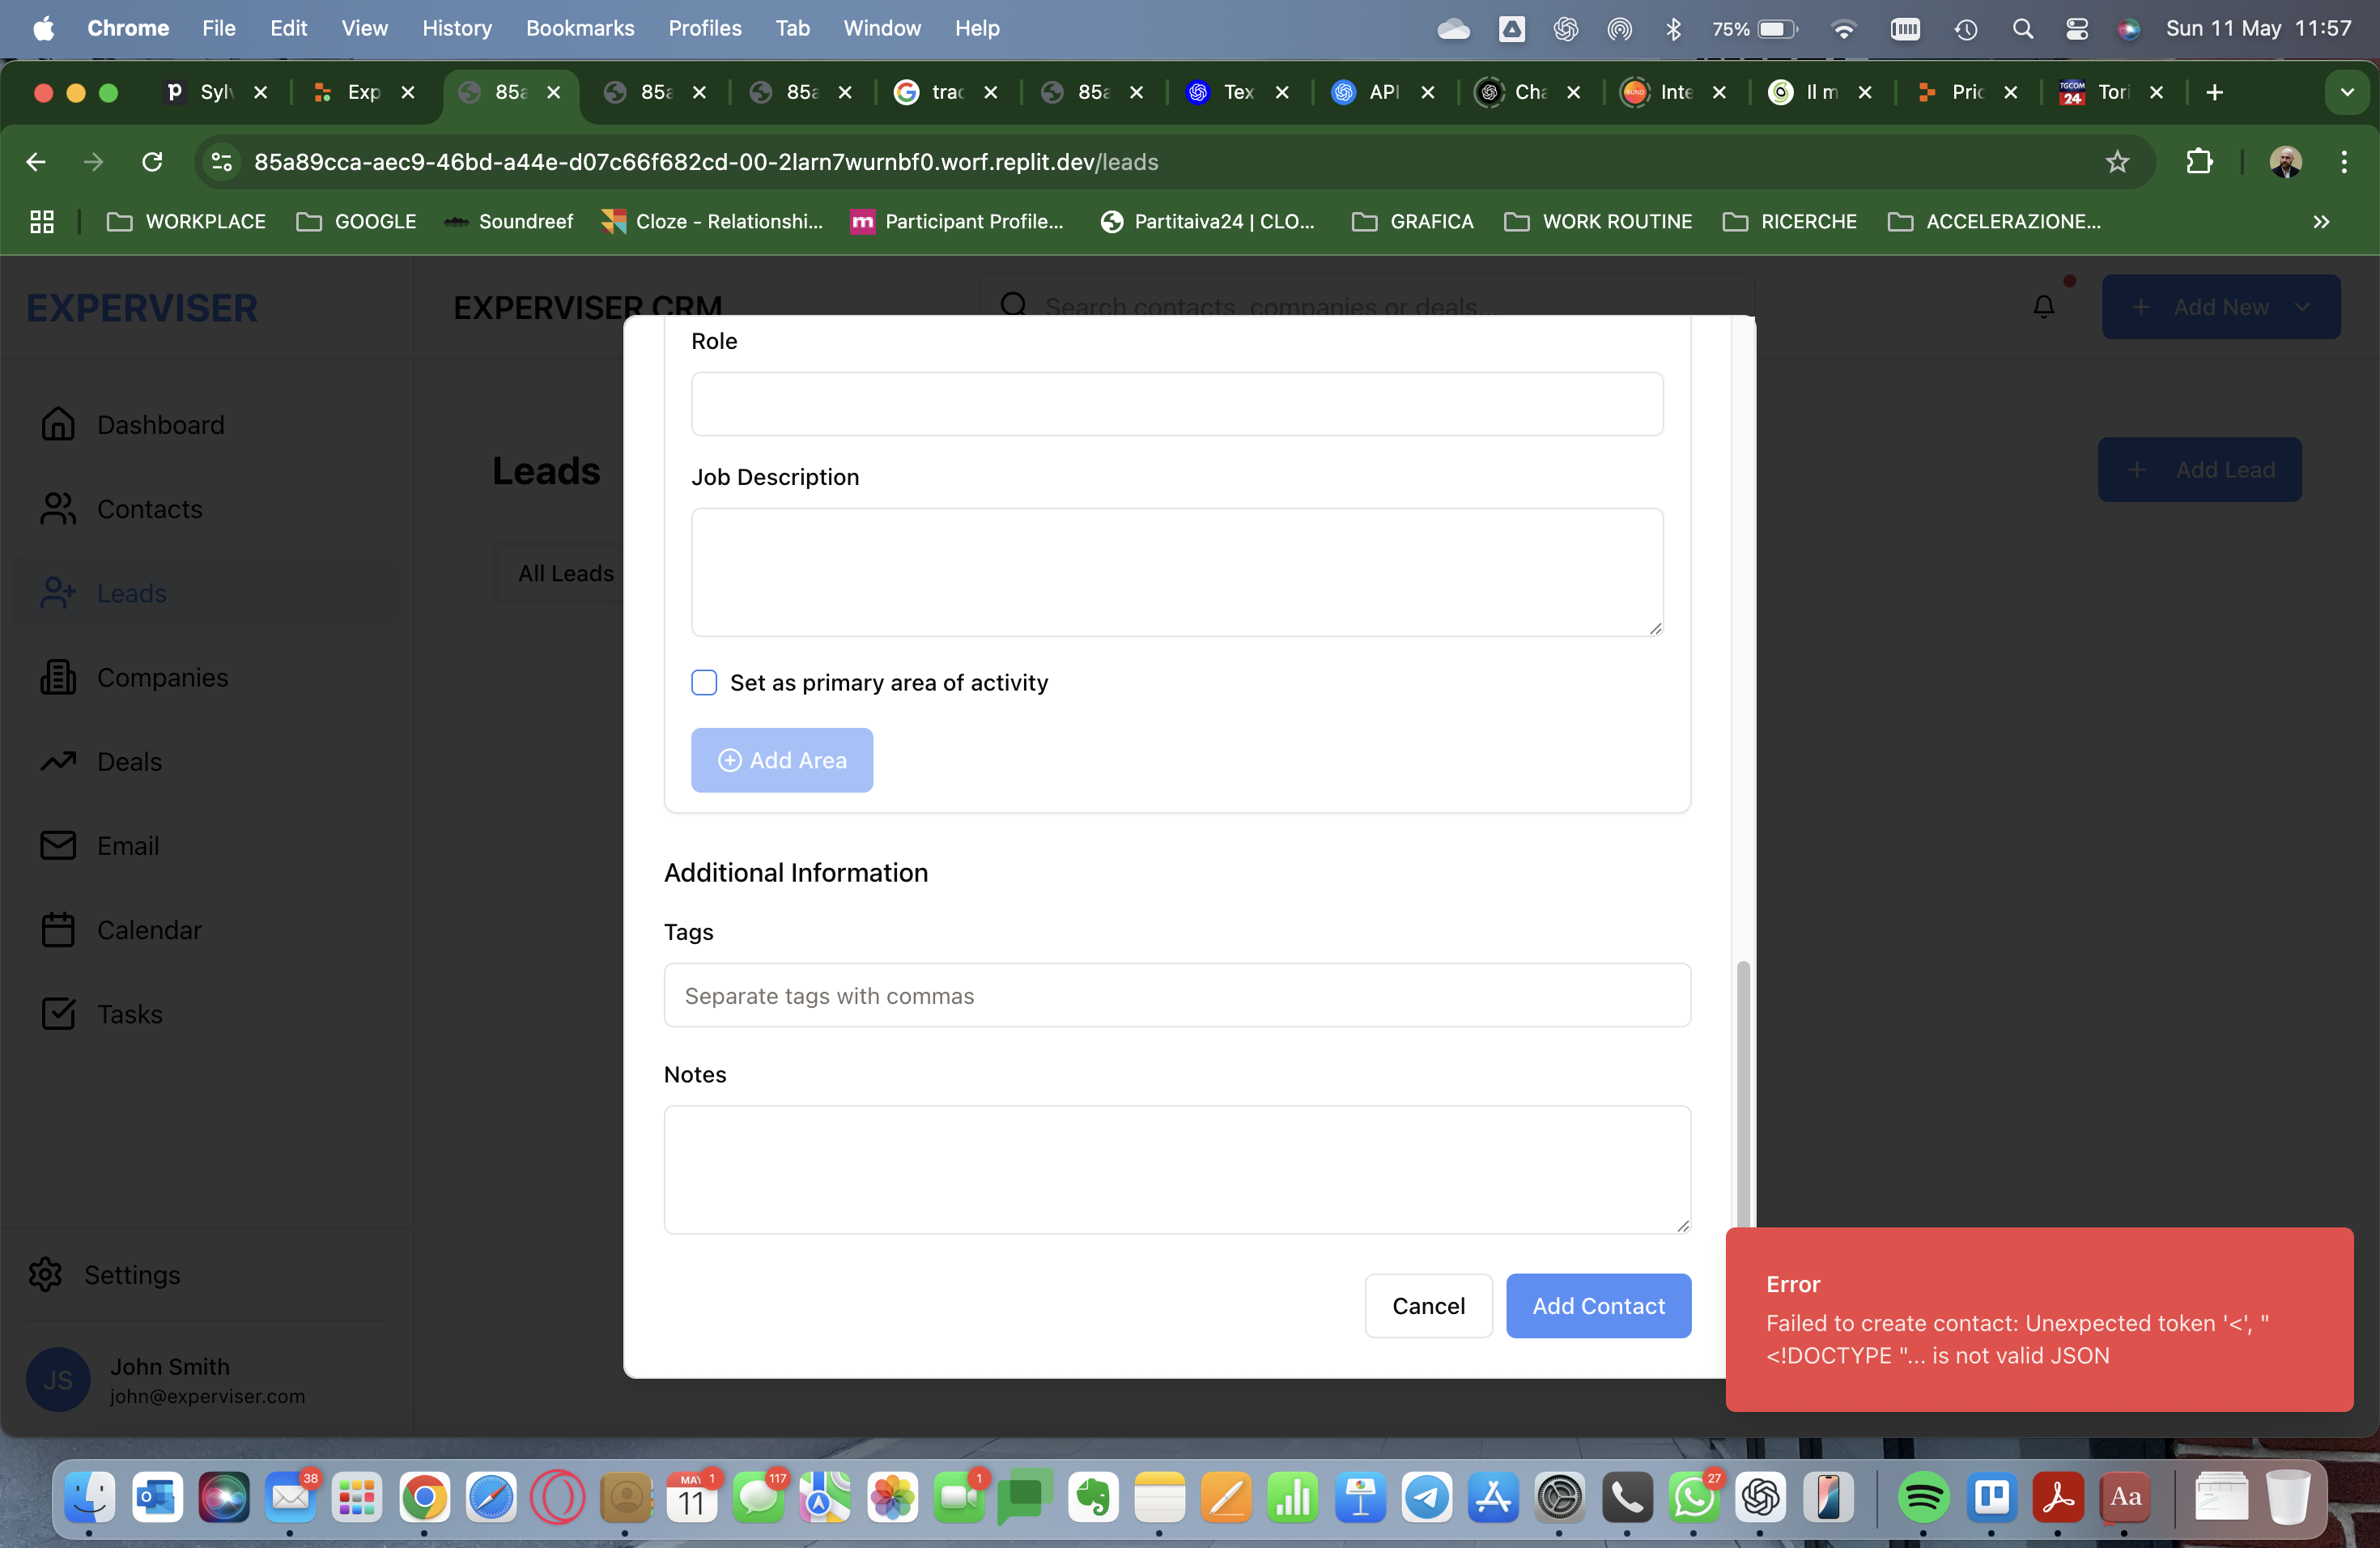 Chrome File Edit View History Bookmarks Profiles Tab Window Help 75% Sun 11 May 11:57
Sylv Exp 85a 85a 85a trac 85a Tex API Cha Inte Il m Pric Tori
85a89cca-aec9-46bd-a44e-d07c66f682cd-00-2larn7wurnbf0.worf.replit.dev/leads
WORKPLACE GOOGLE Soundreef Cloze - Relationshi... Participant Profile... Partitaiva24 | CLO... GRAFICA WORK ROUTINE RICERCHE ACCELERAZIONE...
EXPERVISER EXPERVISER CRM Search contacts, companies or deals... Add New
Dashboard
Contacts
Leads
Companies
Deals
Email
Calendar
Tasks
Settings
JS
John Smith
john@experviser.com
Leads
Add Lead
All Leads
Role
Job Description
Set as primary area of activity
Add Area
Additional Information
Tags
Separate tags with commas
Notes
Cancel Add Contact
Error
Failed to create contact: Unexpected token '<', "
<!DOCTYPE "... is not valid JSON
38
MAY
11
1
117
1
27
Aa